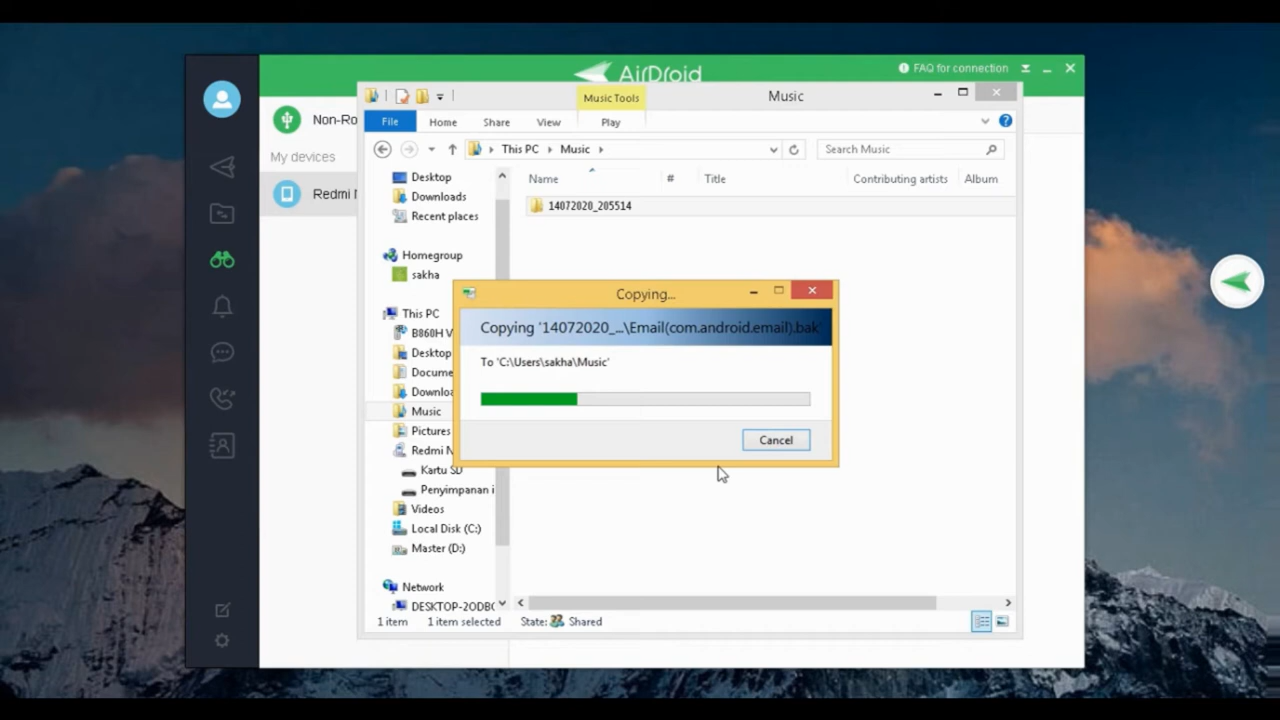 AirDroid
FAQ for connection
Non-Ro
My devices
Redmi
Music Tools
Music
File
Home
Share
View
Play
This PC
Music
Search Music
Name
#
Title
Contributing artists
Album
14072020_205514
Desktop
Downloads
Recent places
Homegroup
sakha
This PC
B860H V
Desktop
Docume
Downloa
Music
Pictures
Redmi N
Kartu SD
Penyimpanan i
Videos
Local Disk (C:)
Master (D:)
Network
DESKTOP-2ODBC
Copying...
Copying '14072020_...\Email(com.android.email).bak'
To 'C:\Users\sakha\Music'
Cancel
1 item
1 item selected
State:
Shared